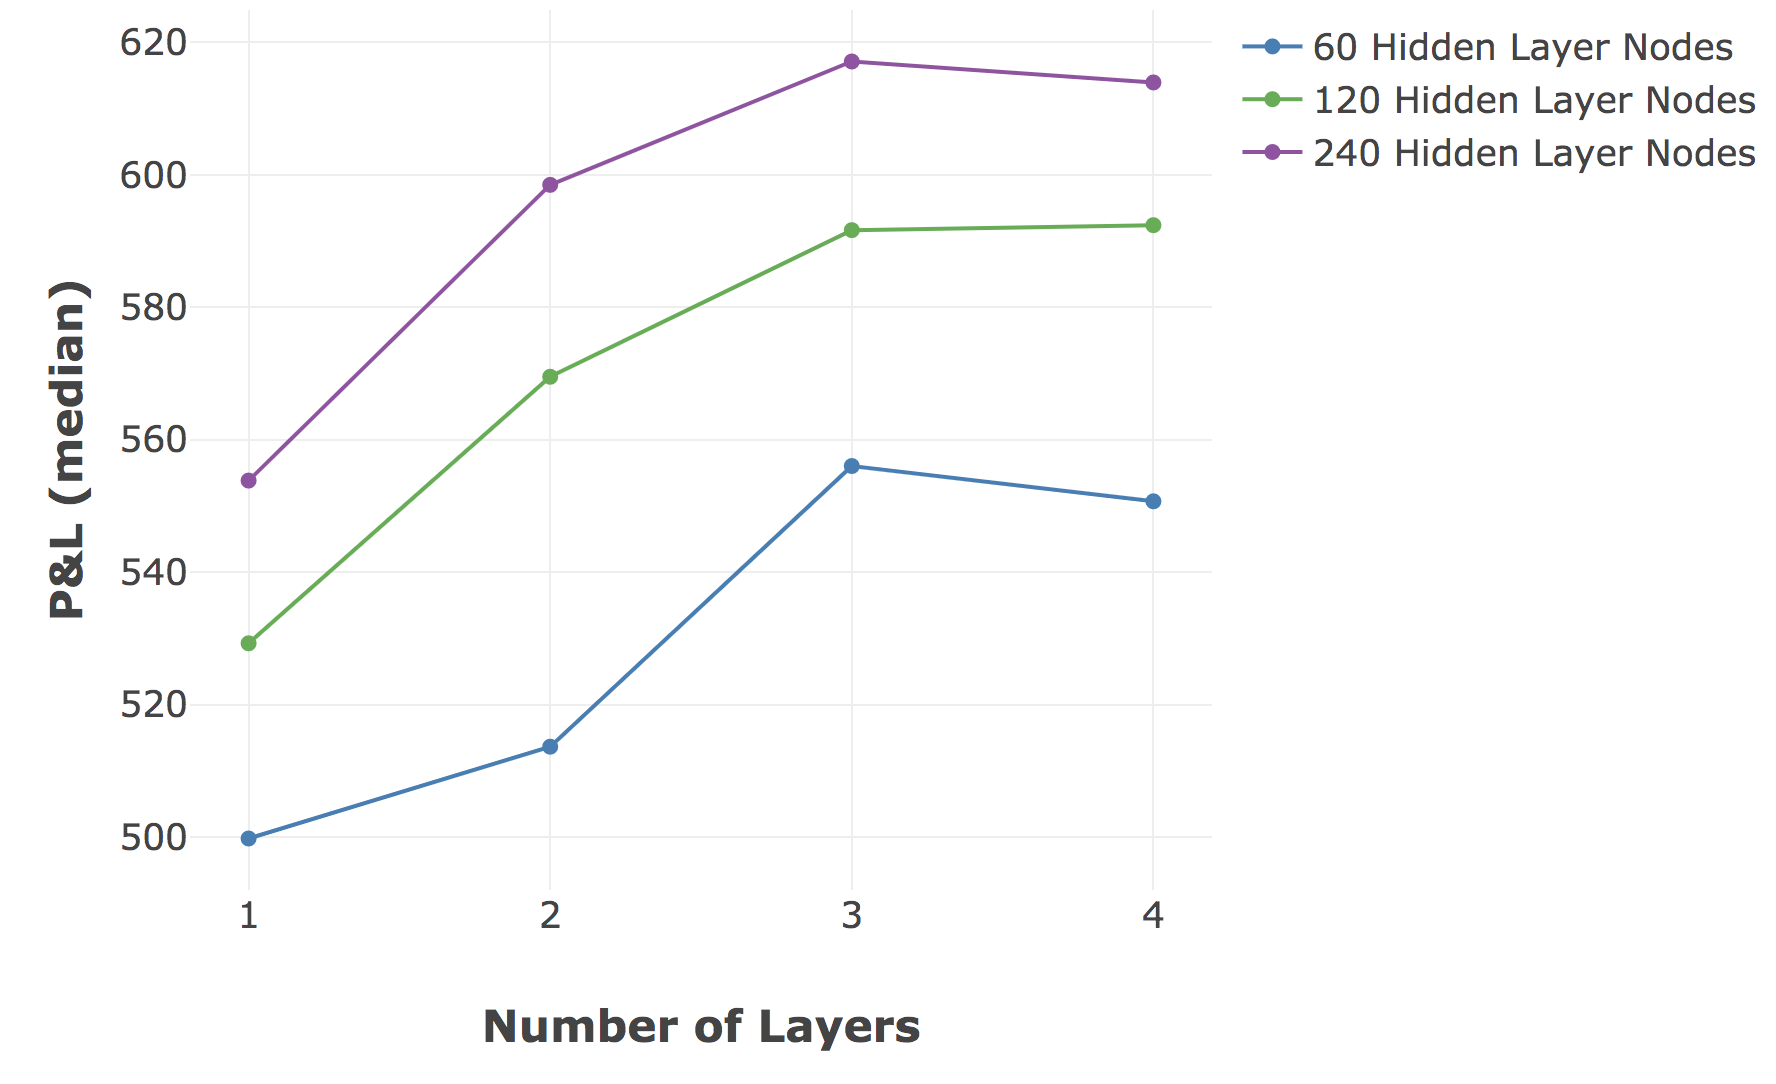 60 Hidden Layer Nodes
120 Hidden Layer Nodes
240 Hidden Layer Nodes
P&L (median)
620
600
580
560
540
520
500
1 2 3 4
Number of Layers